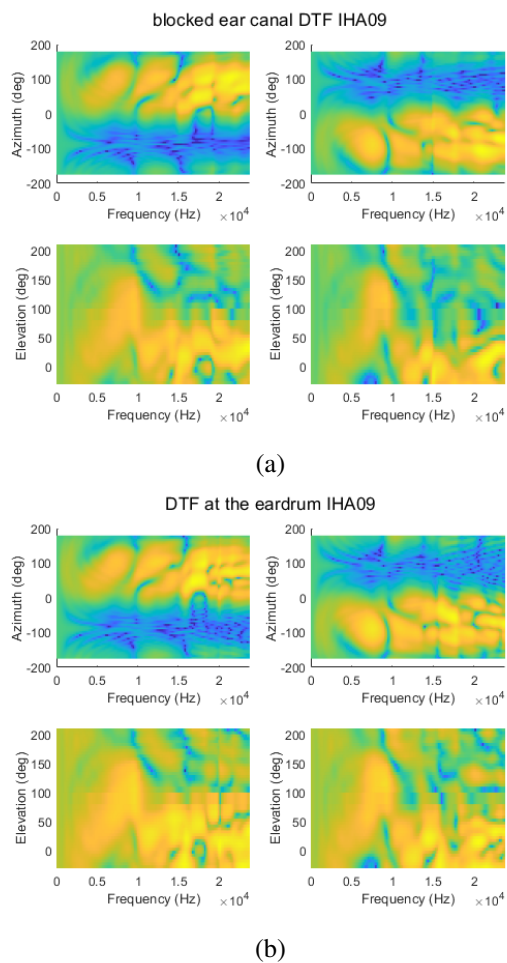 blocked ear canal DTF IHA09
200
100
0
-100
-200
Azimuth (deg)
0 0.5 1 1.5 2
Frequency (Hz) ×10⁴
200
100
0
-100
-200
Azimuth (deg)
0 0.5 1 1.5 2
Frequency (Hz) ×10⁴
200
150
100
50
0
Elevation (deg)
0 0.5 1 1.5 2
Frequency (Hz) ×10⁴
200
150
100
50
0
Elevation (deg)
0 0.5 1 1.5 2
Frequency (Hz) ×10⁴
(a)
DTF at the eardrum IHA09
200
100
0
-100
-200
Azimuth (deg)
0 0.5 1 1.5 2
Frequency (Hz) ×10⁴
200
100
0
-100
-200
Azimuth (deg)
0 0.5 1 1.5 2
Frequency (Hz) ×10⁴
200
150
100
50
0
Elevation (deg)
0 0.5 1 1.5 2
Frequency (Hz) ×10⁴
200
150
100
50
0
Elevation (deg)
0 0.5 1 1.5 2
Frequency (Hz) ×10⁴
(b)